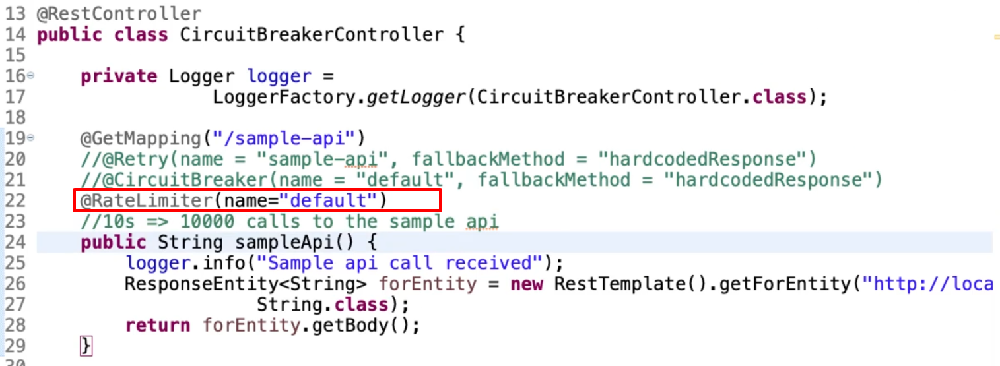 13 @RestController
14 public class CircuitBreakerController {
15
16 private Logger logger =
17 LoggerFactory.getLogger(CircuitBreakerController.class);
18
19 @GetMapping("/sample-api")
20 //@Retry(name = "sample-api", fallbackMethod = "hardcodedResponse")
21 //@CircuitBreaker(name = "default", fallbackMethod = "hardcodedResponse")
22 @RateLimiter(name="default")
23 //10s => 10000 calls to the sample api
24 public String sampleApi() {
25 logger.info("Sample api call received");
26 ResponseEntity<String> forEntity = new RestTemplate().getForEntity("http://loca
27 String.class);
28 return forEntity.getBody();
29 }
30